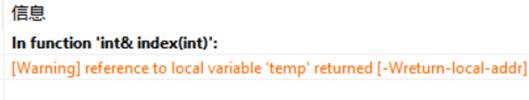 信息
In function 'int& index(int)':
[Warning] reference to local variable 'temp' returned [-Wreturn-local-addr]